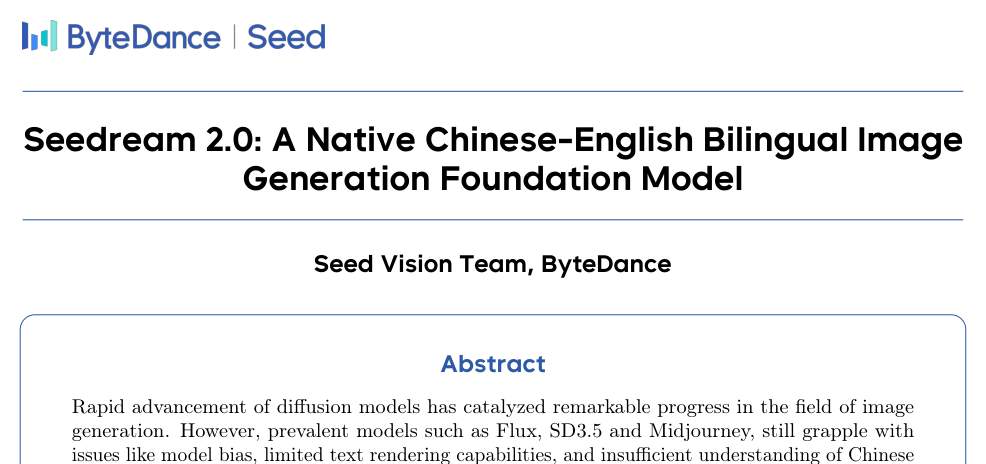 ByteDance | Seed
Seedream 2.0: A Native Chinese-English Bilingual Image
Generation Foundation Model
Seed Vision Team, ByteDance
Abstract
Rapid advancement of diffusion models has catalyzed remarkable progress in the field of image
generation. However, prevalent models such as Flux, SD3.5 and Midjourney, still grapple with
issues like model bias, limited text rendering capabilities, and insufficient understanding of Chinese